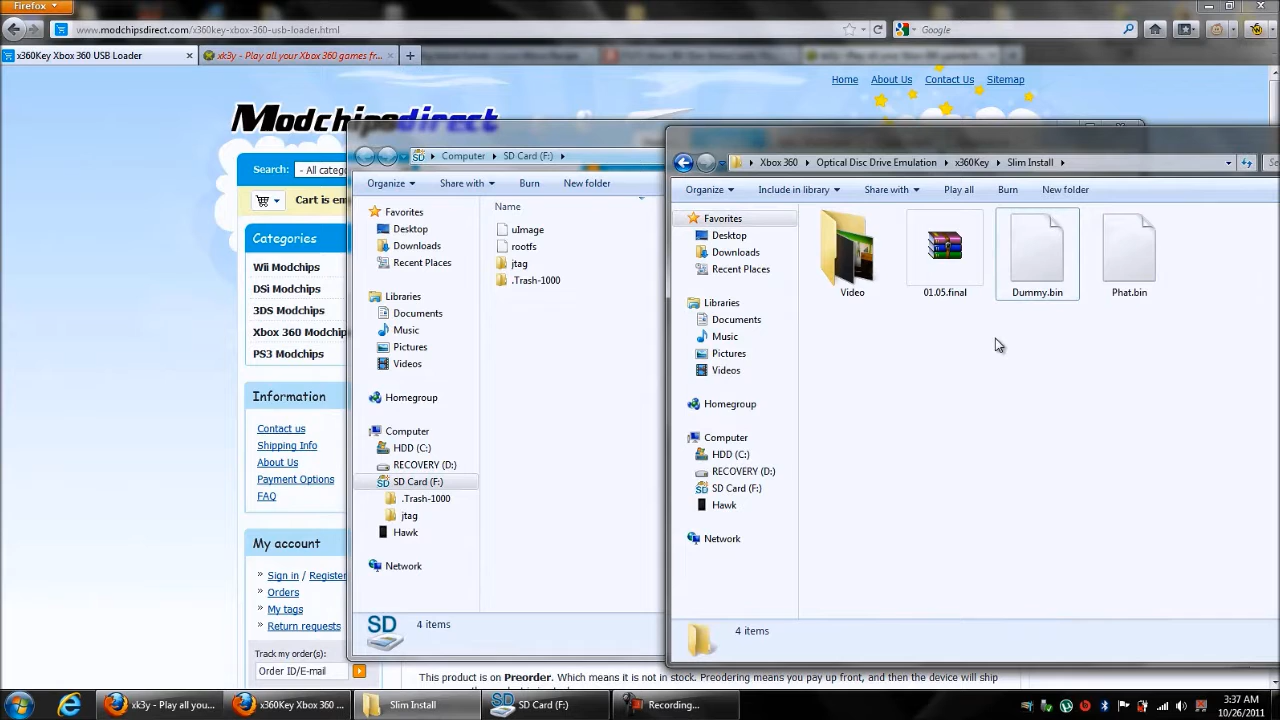 Firefox
www.modchipsdirect.com/x360key-xbox-360-usb-loader.html
Google
x360Key Xbox 360 USB Loader
xk3y - Play all your Xbox 360 games fr...
Home
About Us
Contact Us
Sitemap
Modchipsdirect
Search:
- All categ
Cart is em
Categories
Wii Modchips
DSi Modchips
3DS Modchips
Xbox 360 Modchip
PS3 Modchips
Information
Contact us
Shipping Info
About Us
Payment Options
FAQ
My account
» Sign in / Register
» Orders
» My tags
» Return requests
Track my order(s):
Order ID/E-mail
This product is on Preorder. Which means it is not in stock. Preodering means you pay up front, and then the device will ship
Computer
SD Card (F:)
Organize
Share with
Burn
New folder
Favorites
Desktop
Downloads
Recent Places
Libraries
Documents
Music
Pictures
Videos
Homegroup
Computer
HDD (C:)
RECOVERY (D:)
SD Card (F:)
.Trash-1000
jtag
Hawk
Network
Name
uImage
rootfs
jtag
.Trash-1000
SD
4 items
Xbox 360
Optical Disc Drive Emulation
x360Key
Slim Install
Organize
Include in library
Share with
Play all
Burn
New folder
Favorites
Desktop
Downloads
Recent Places
Libraries
Documents
Music
Pictures
Videos
Homegroup
Computer
HDD (C:)
RECOVERY (D:)
SD Card (F:)
Hawk
Network
Video
01.05.final
Dummy.bin
Phat.bin
4 items
xk3y - Play all you...
x360Key Xbox 360 ...
Slim Install
SD Card (F:)
Recording...
3:37 AM
10/26/2011